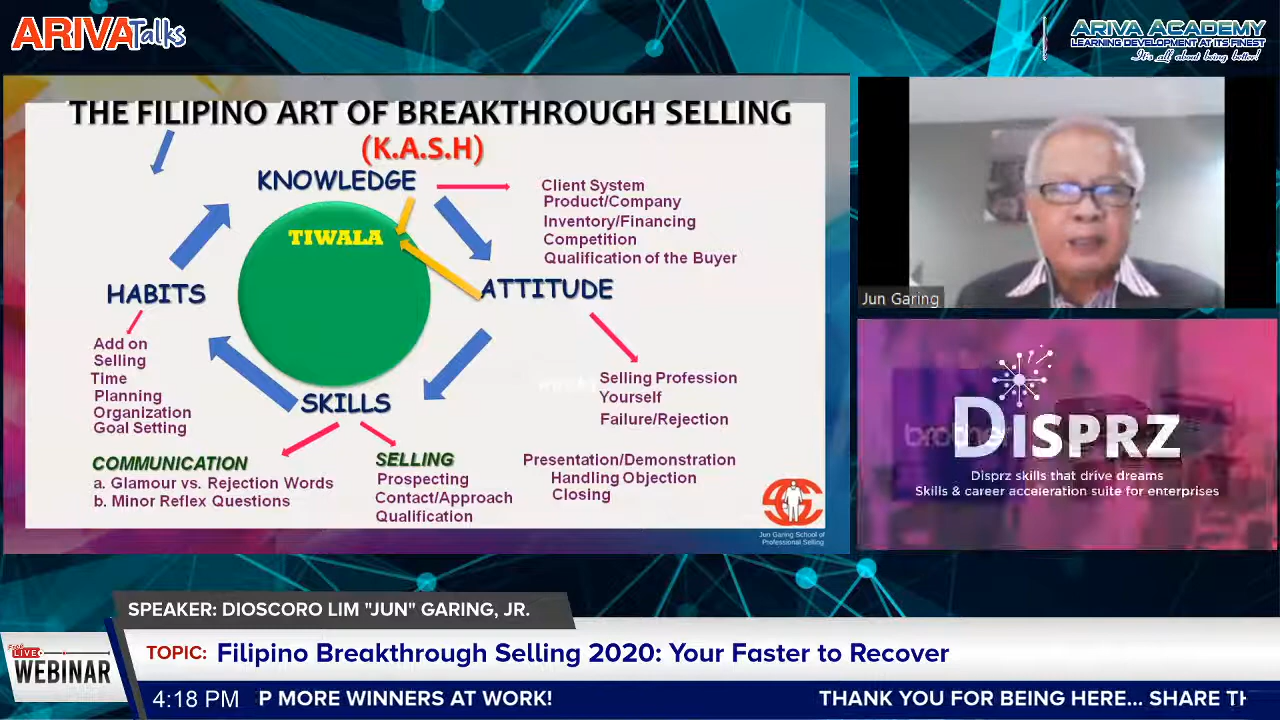 ARIVATalks
ARIVA ACADEMY
LEARNING DEVELOPMENT AT ITS FINEST
It's all about being better!
THE FILIPINO ART OF BREAKTHROUGH SELLING
(K.A.S.H)
KNOWLEDGE
Client System
Product/Company
Inventory/Financing
Competition
Qualification of the Buyer
TIWALA
HABITS
ATTITUDE
Add on
Selling
Time
Planning
Organization
Goal Setting
Selling Profession
Yourself
Failure/Rejection
SKILLS
COMMUNICATION
a. Glamour vs. Rejection Words
b. Minor Reflex Questions
SELLING
Prospecting
Contact/Approach
Qualification
Presentation/Demonstration
Handling Objection
Closing
Jun Garing School of
Professional Selling
Jun Garing
brother
DISPRZ
Disprz skills that drive dreams
Skills & career acceleration suite for enterprises
SPEAKER: DIOSCORO LIM "JUN" GARING, JR.
Free
LIVE
WEBINAR
TOPIC: Filipino Breakthrough Selling 2020: Your Faster to Recover
4:18 PM P MORE WINNERS AT WORK! THANK YOU FOR BEING HERE... SHARE TH